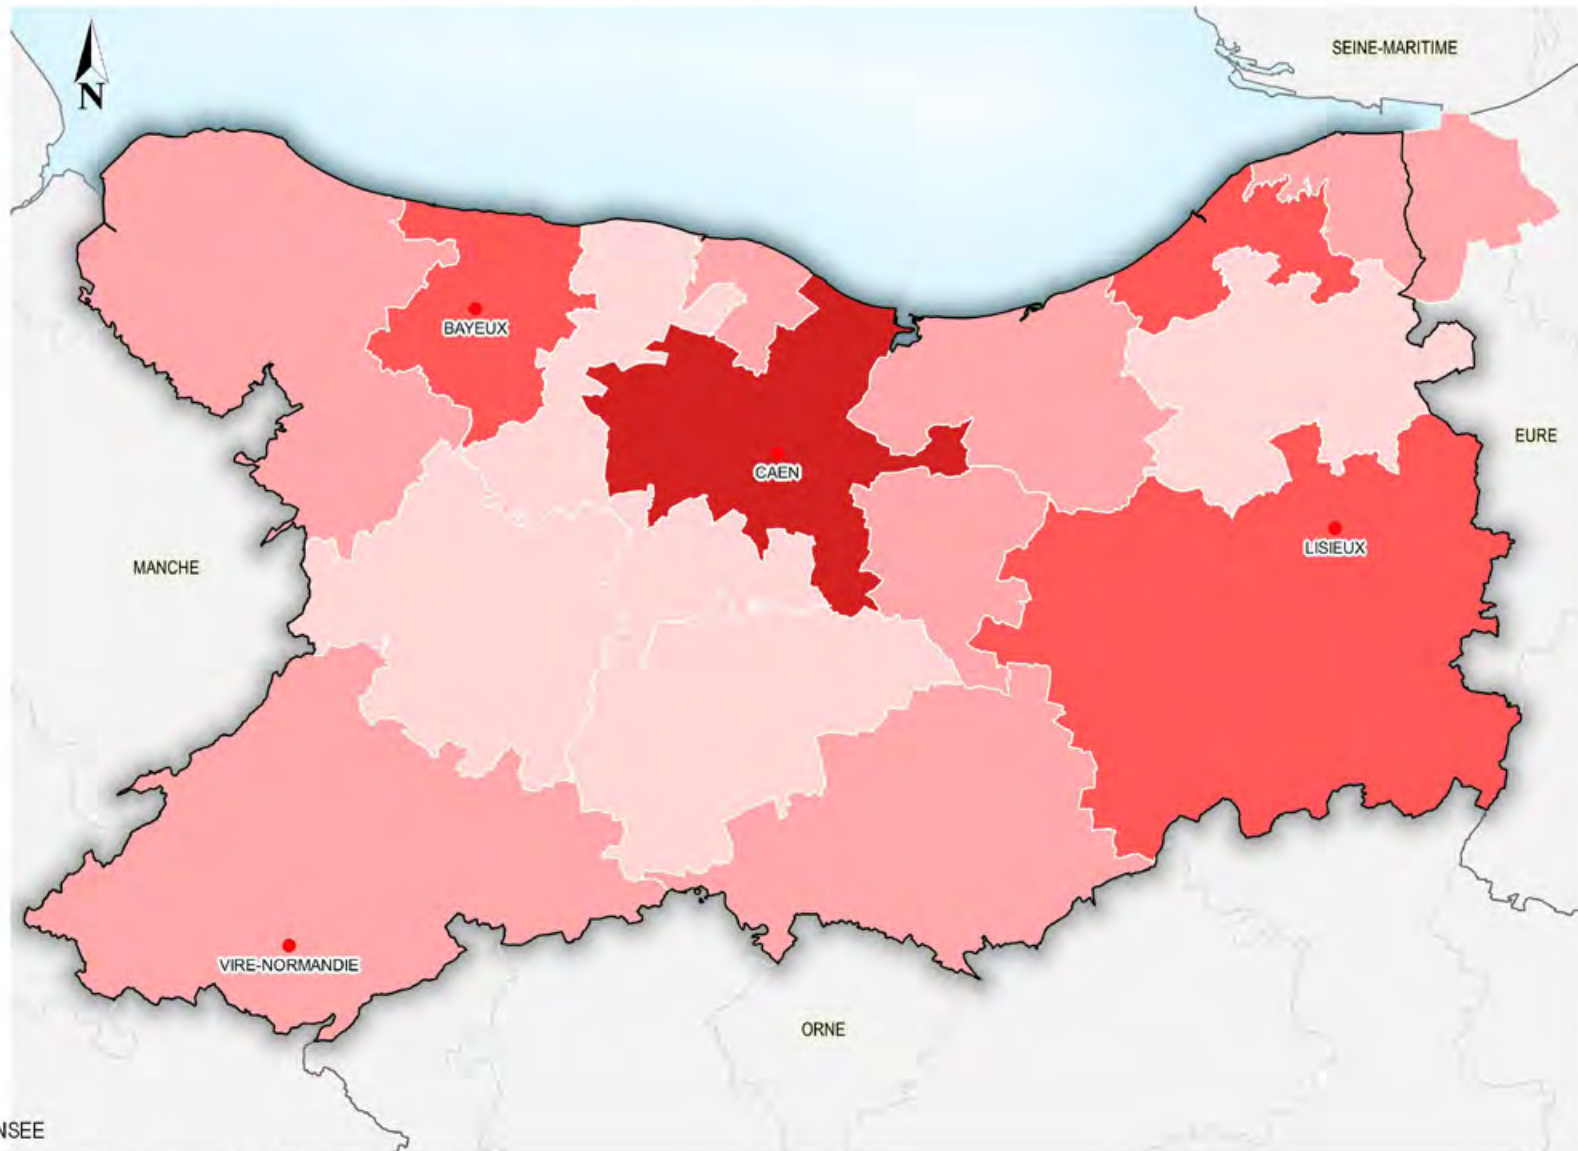 SEINE-MARITIME
N
BAYEUX
EURE
CAEN
LISIEUX
MANCHE
VIRE-NORMANDIE
ORNE
NSEE